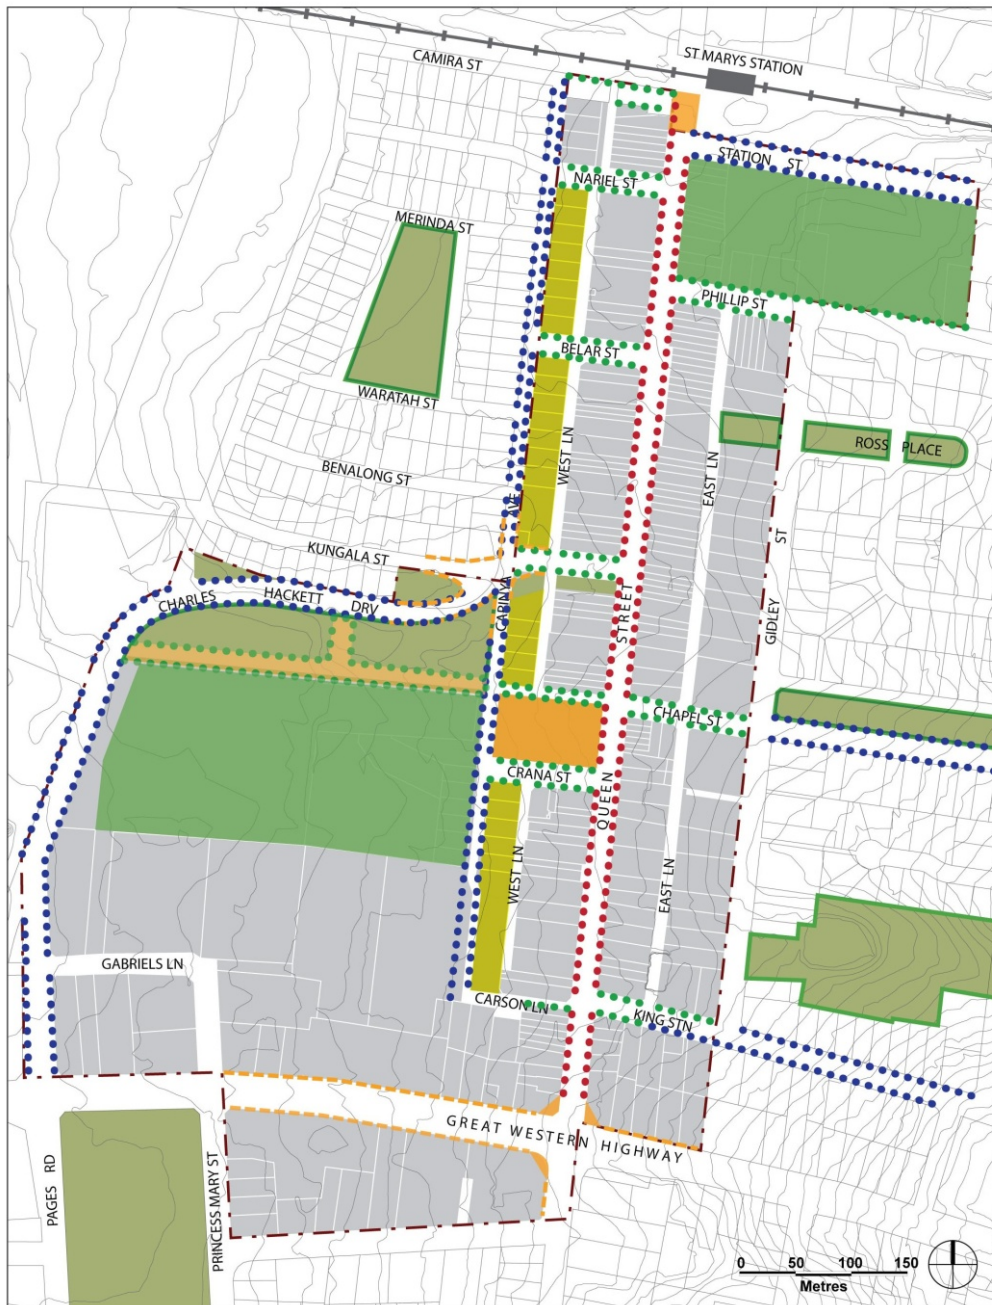 CAMIRA ST
ST MARYS STATION
STATION ST
NARIEL ST
MERINDA ST
PHILLIP ST
BELAR ST
WARATAH ST
ROSS PLACE
WEST LN
EAST LN
BENALONG ST
AVE
KUNGALA ST
ST
CHARLES HACKETT DRV
CARINYA
STREET
GIDLEY
CHAPEL ST
CRANA ST
QUEEN
WEST LN
EAST LN
GABRIELS LN
CARSON LN
KING STN
GREAT WESTERN HIGHWAY
PAGES RD
PRINCESS MARY ST
0 50 100 150
Metres